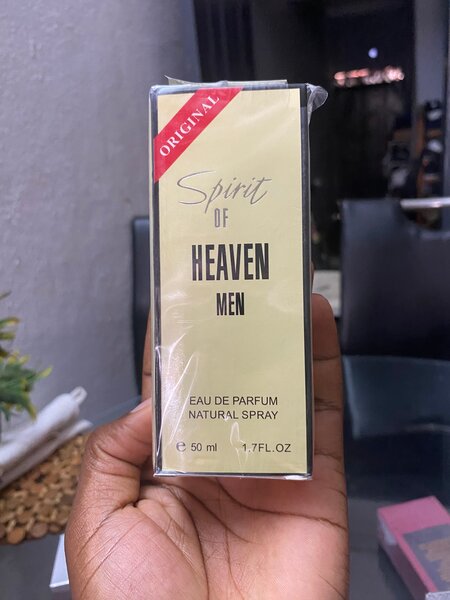 ORIGINAL
Spirit
OF
HEAVEN
MEN
EAU DE PARFUM
NATURAL SPRAY
e 50 ml 1.7FL.OZ